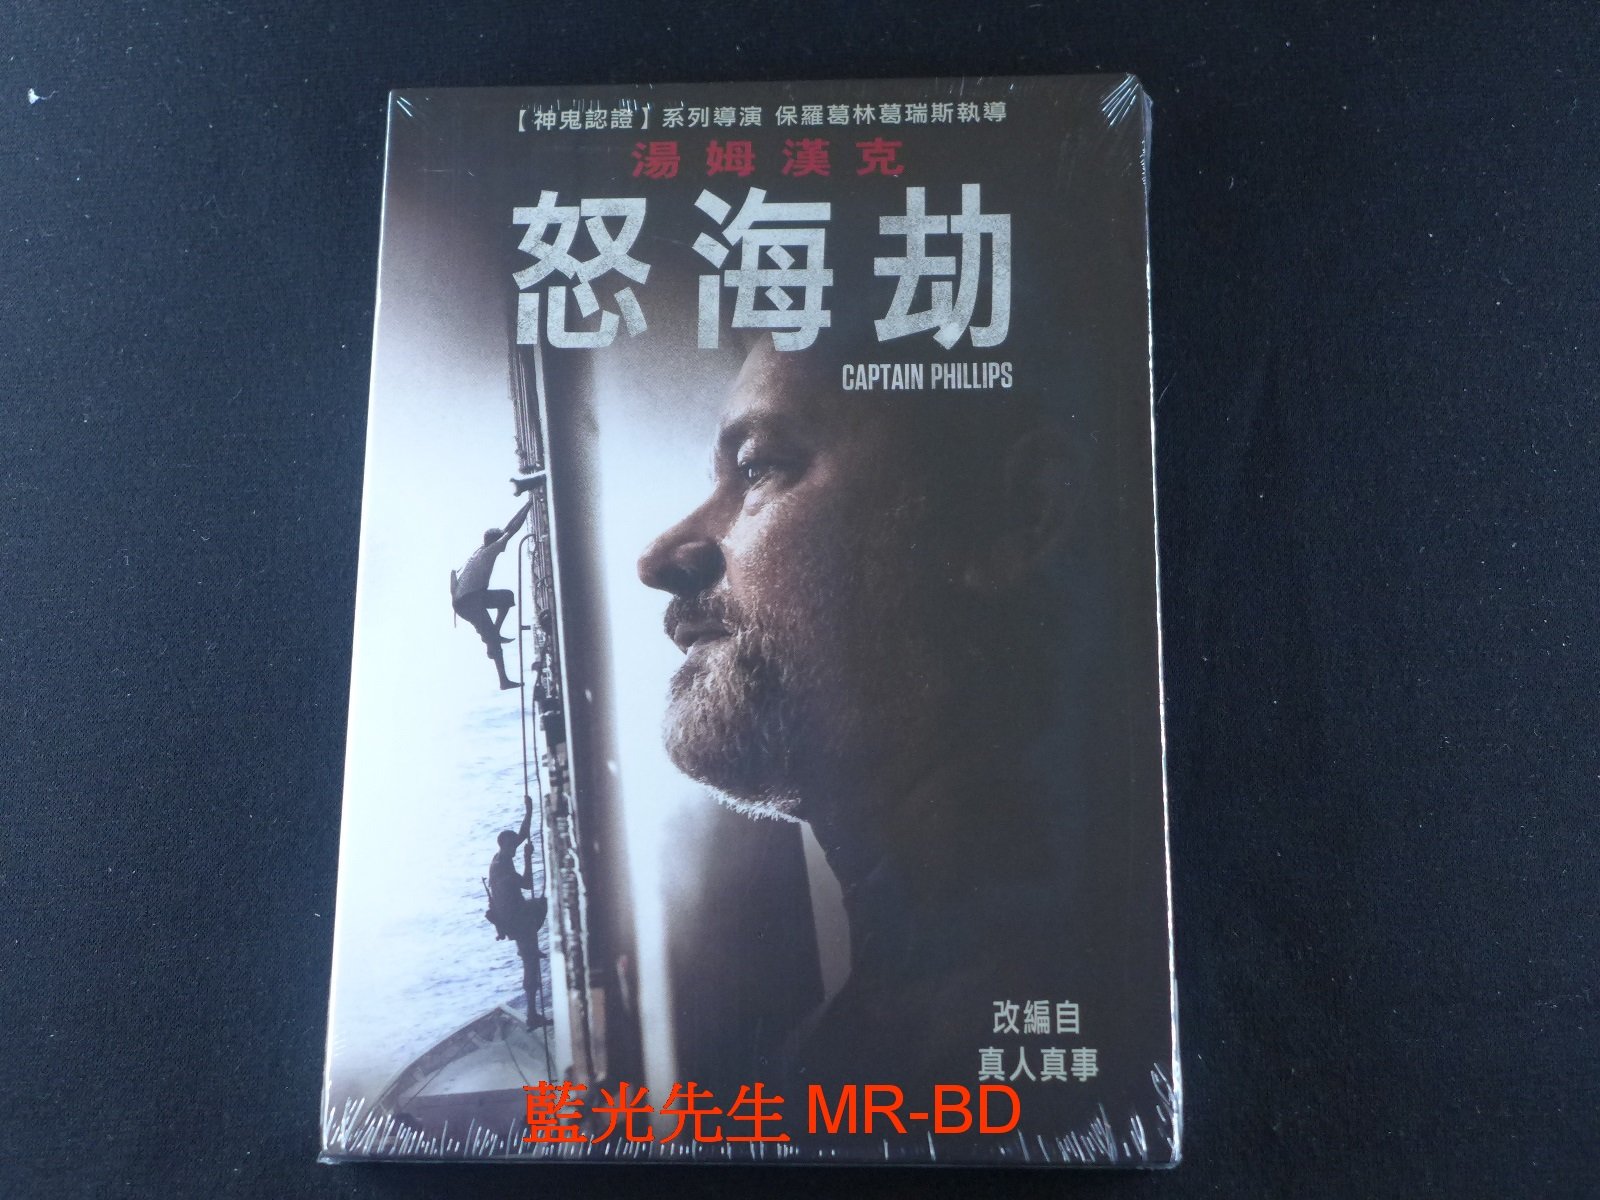 【神鬼認證】系列導演 保羅葛林葛瑞斯執導
湯姆漢克
怒海劫
CAPTAIN PHILLIPS
改編自
真人真事
藍光先生 MR-BD